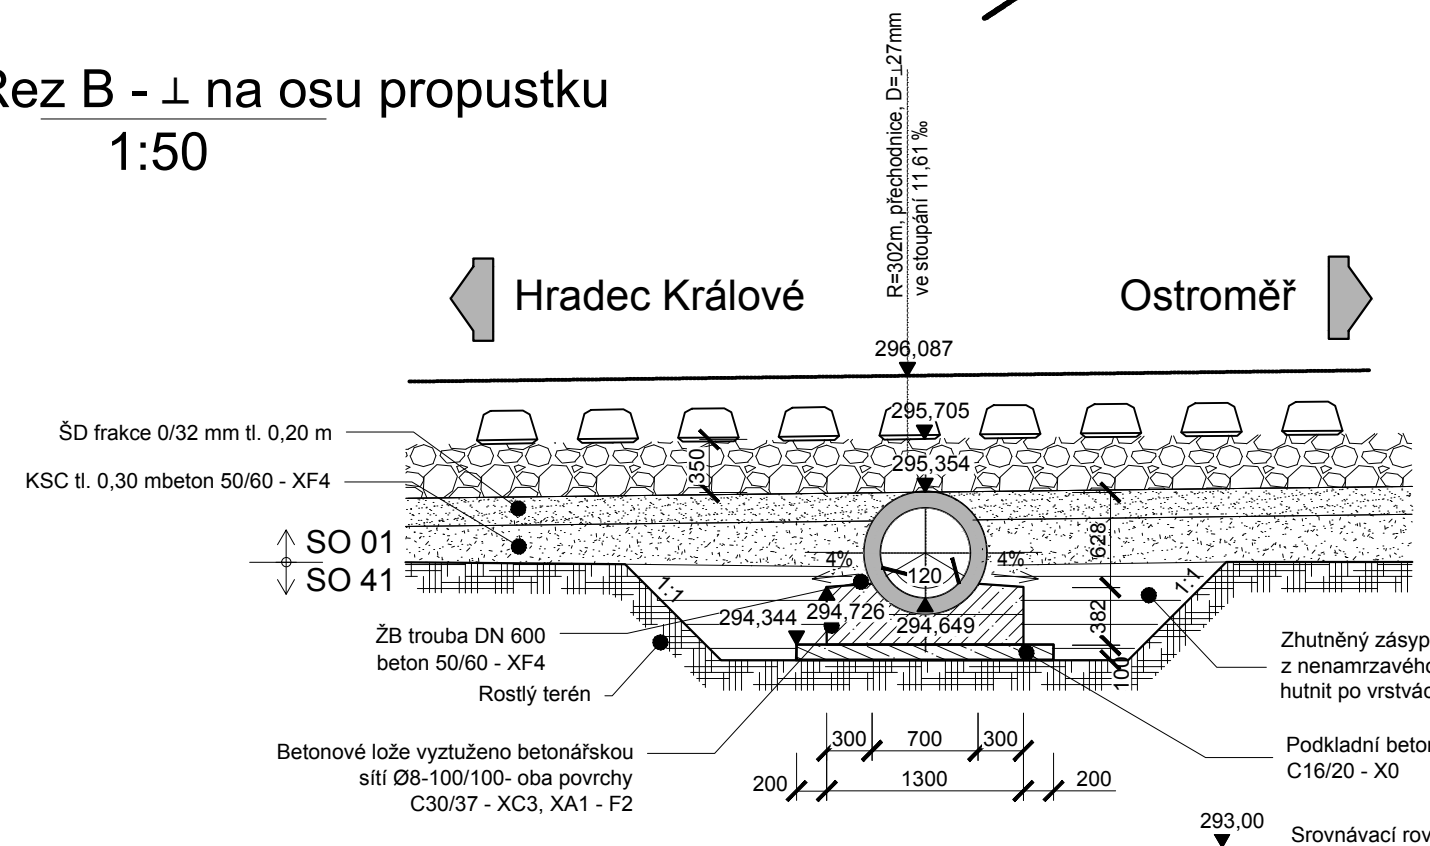 Řez B - ⊥ na osu propustku
1:50
R=302m, přechodnice, D=⊥27mm
ve stoupání 11,61 ‰
Hradec Králové
Ostroměř
296,087
295,705
ŠD frakce 0/32 mm tl. 0,20 m
KSC tl. 0,30 mbeton 50/60 - XF4
350
295,354
SO 01
SO 41
628
4%
4%
120
1:1
1:1
294,344
294,726
294,649
382
100
ŽB trouba DN 600
beton 50/60 - XF4
Rostlý terén
Zhutněný zásyp
z nenamrzavého
hutnit po vrstvác
Betonové lože vyztuženo betonářskou
sítí Ø8-100/100- oba povrchy
C30/37 - XC3, XA1 - F2
300
700
300
200
1300
200
Podkladní beton
C16/20 - X0
293,00
Srovnávací rov